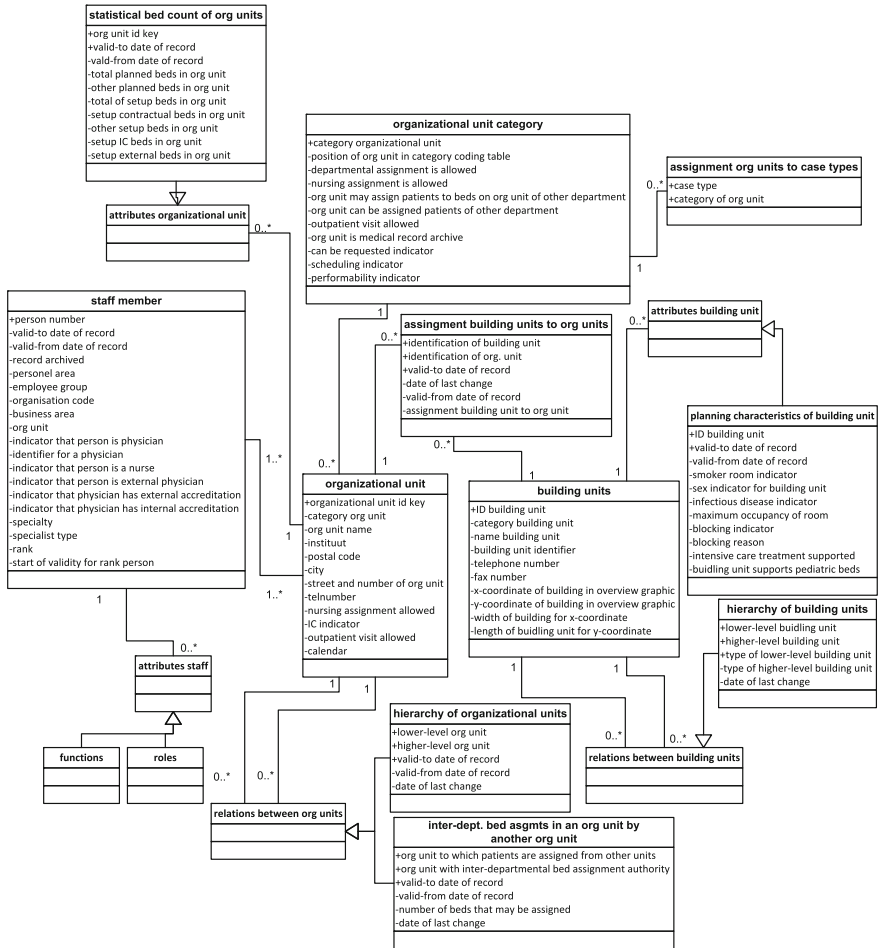 statistical bed count of org units
+org unit id key
+valid-to date of record
-vald-from date of record
-total planned beds in org unit
-other planned beds in org unit
-total of setup beds in org unit
-setup contractual beds in org unit
-other setup beds in org unit
-setup IC beds in org unit
-setup external beds in org unit
attributes organizational unit
0..*
organizational unit category
+category organizational unit
-position of org unit in category coding table
-departmental assignment is allowed
-nursing assignment is allowed
-org unit may assign patients to beds on org unit of other department
-org unit can be assigned patients of other department
-outpatient visit allowed
-org unit is medical record archive
-can be requested indicator
-scheduling indicator
-performability indicator
1
1
0..*
assignment org units to case types
+case type
+category of org unit
staff member
+person number
-valid-to date of record
-valid-from date of record
-record archived
-personel area
-employee group
-organisation code
-business area
-org unit
-indicator that person is physician
-identifier for a physician
-indicator that person is a nurse
-indicator that person is external physician
-indicator that physician has external accreditation
-indicator that physician has internal accreditation
-specialty
-specialist type
-rank
-start of validity for rank person
1..*
1..*
1
0..*
assingment building units to org units
+identification of building unit
+identification of org. unit
+valid-to date of record
-date of last change
-valid-from date of record
-assignment building unit to org unit
0..*
0..*
attributes building unit
0..*
planning characteristics of building unit
+ID building unit
+valid-to date of record
-valid-from date of record
-smoker room indicator
-sex indicator for building unit
-infectious disease indicator
-maximum occupancy of room
-blocking indicator
-blocking reason
-intensive care treatment supported
-buidling unit supports pediatric beds
0..*
1
1
organizational unit
+organizational unit id key
-category org unit
-org unit name
-instituut
-postal code
-city
-street and number of org unit
-telnumber
-nursing assignment allowed
-IC indicator
-outpatient visit allowed
-calendar
1
1
1
1
building units
+ID building unit
-category building unit
-name building unit
-building unit identifier
-telephone number
-fax number
-x-coordinate of building in overview graphic
-y-coordinate of building in overview graphic
-width of building for x-coordinate
-length of buidling unit for y-coordinate
1
1
hierarchy of building units
+lower-level buidling unit
+higher-level building unit
+type of lower-level building unit
-type of higher-level building unit
-date of last change
attributes staff
functions
roles
0..*
0..*
relations between org units
hierarchy of organizational units
+lower-level org unit
+higher-level org unit
+valid-to date of record
-valid-from date of record
-date of last change
0..*
0..*
relations between building units
inter-dept. bed asgmts in an org unit by
another org unit
+org unit to which patients are assigned from other units
+org unit with inter-departmental bed assignment authority
+valid-to date of record
-valid-from date of record
-number of beds that may be assigned
-date of last change